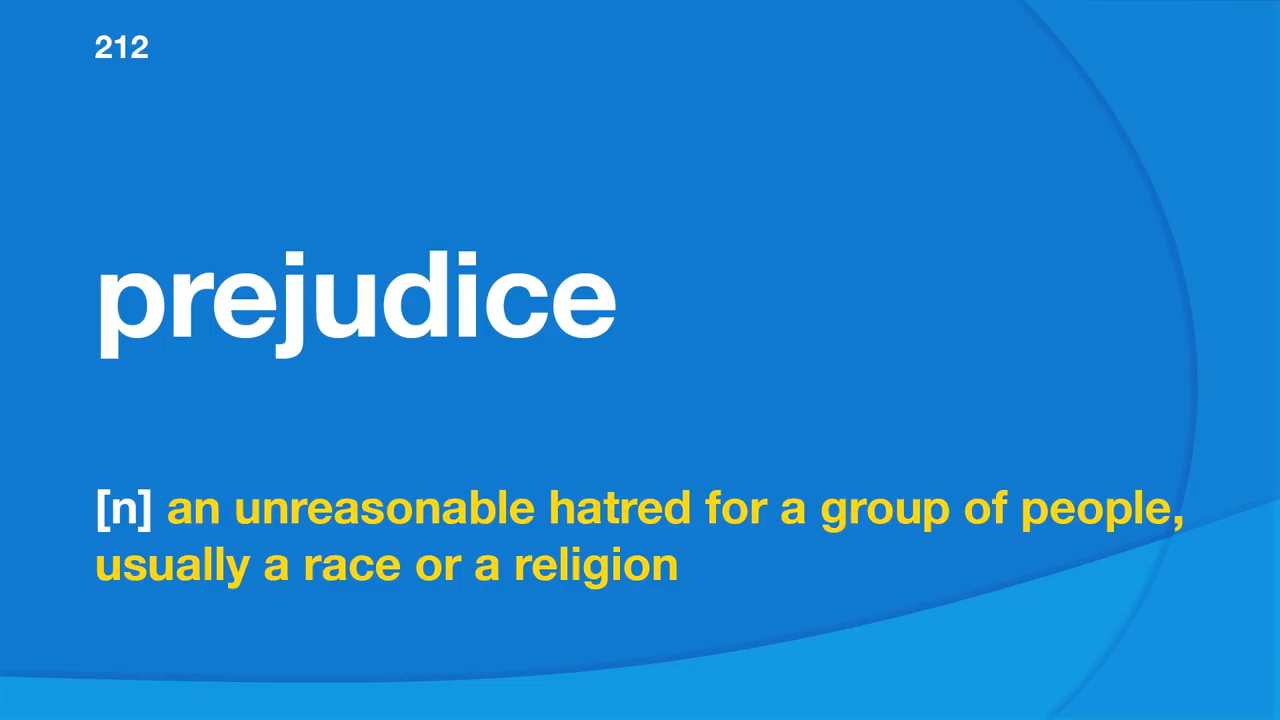 212
prejudice
[n] an unreasonable hatred for a group of people,
usually a race or a religion